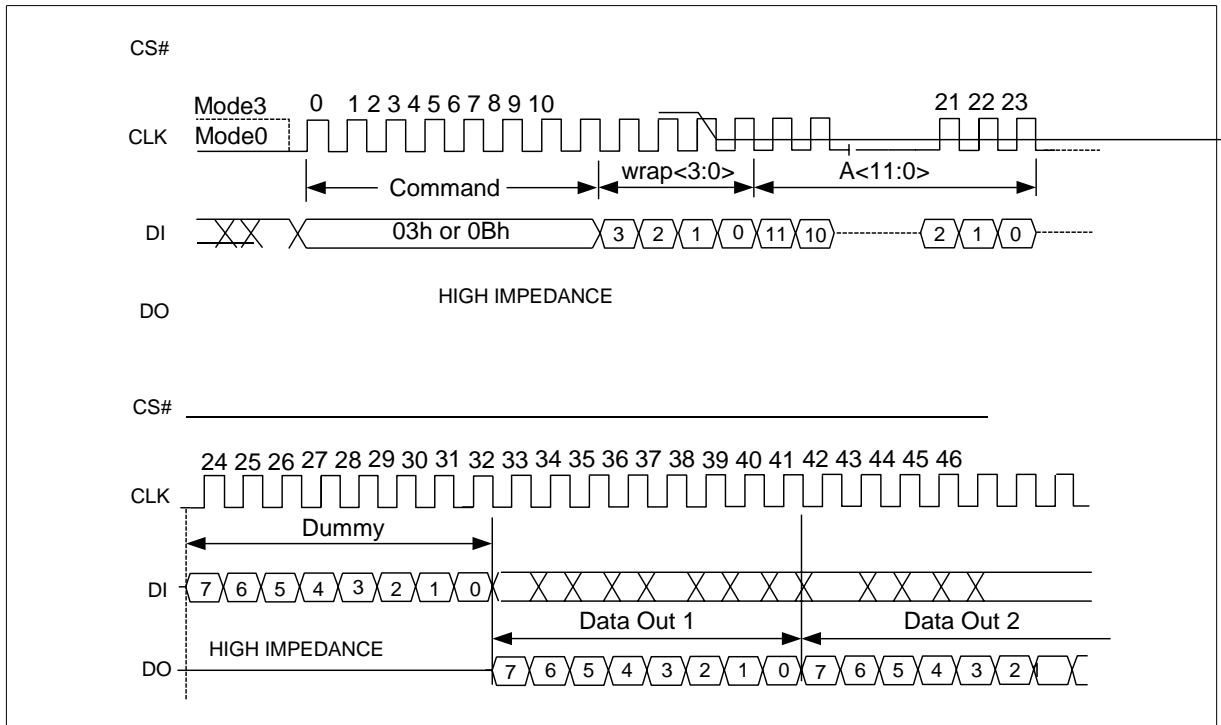 CS#
Mode3 0 1 2 3 4 5 6 7 8 9 10 21 22 23
CLK Mode0
Command wrap<3:0> A<11:0>
DI 03h or 0Bh 3 2 1 0 11 10 2 1 0
HIGH IMPEDANCE
DO
CS#
24 25 26 27 28 29 30 31 32 33 34 35 36 37 38 39 40 41 42 43 44 45 46
CLK
Dummy
DI 7 6 5 4 3 2 1 0
Data Out 1 Data Out 2
HIGH IMPEDANCE
DO 7 6 5 4 3 2 1 0 7 6 5 4 3 2